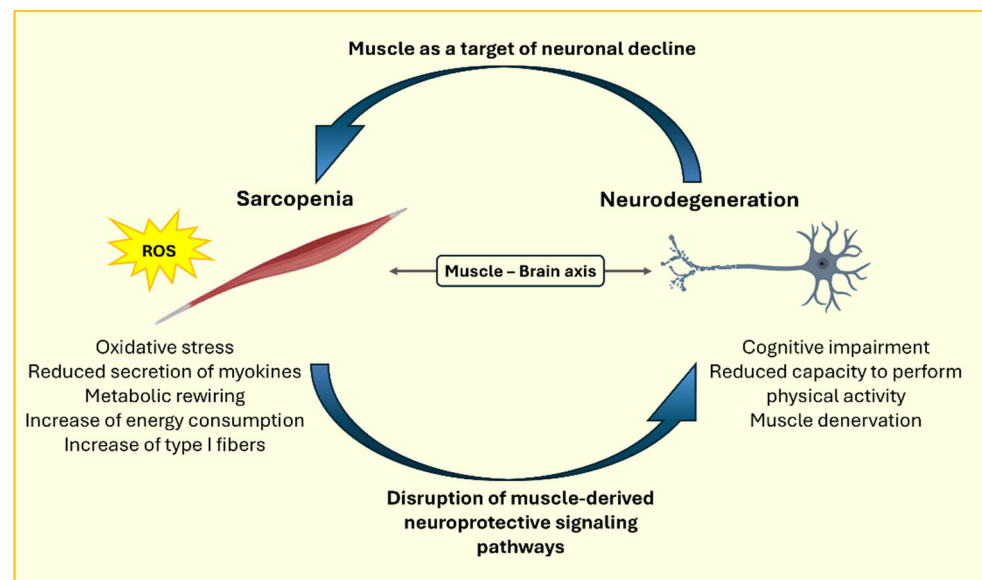 Muscle as a target of neuronal decline
Sarcopenia
Neurodegeneration
ROS
Muscle – Brain axis
Oxidative stress
Reduced secretion of myokines
Metabolic rewiring
Increase of energy consumption
Increase of type I fibers
Cognitive impairment
Reduced capacity to perform
physical activity
Muscle denervation
Disruption of muscle-derived
neuroprotective signaling
pathways